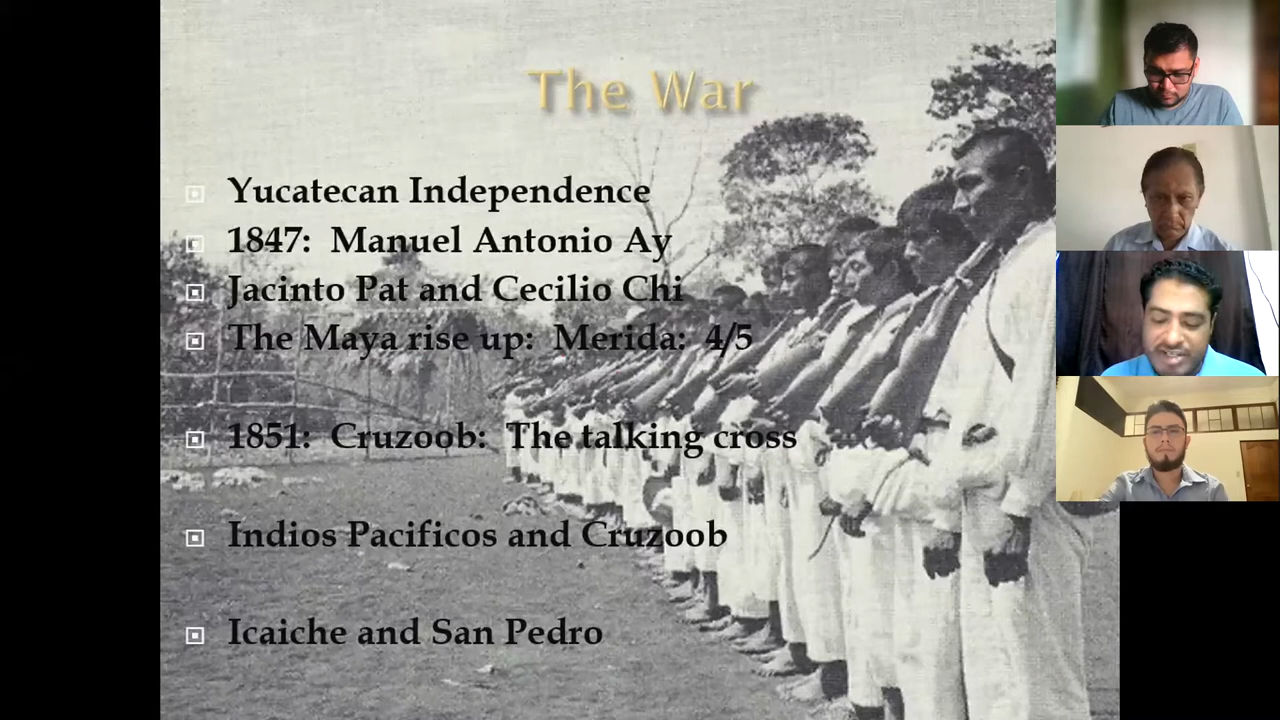 The War
Yucatecan Independence
1847: Manuel Antonio Ay
Jacinto Pat and Cecilio Chi
The Maya rise up: Merida: 4/5
1851: Cruzoob: The talking cross
Indios Pacificos and Cruzoob
Icaiche and San Pedro